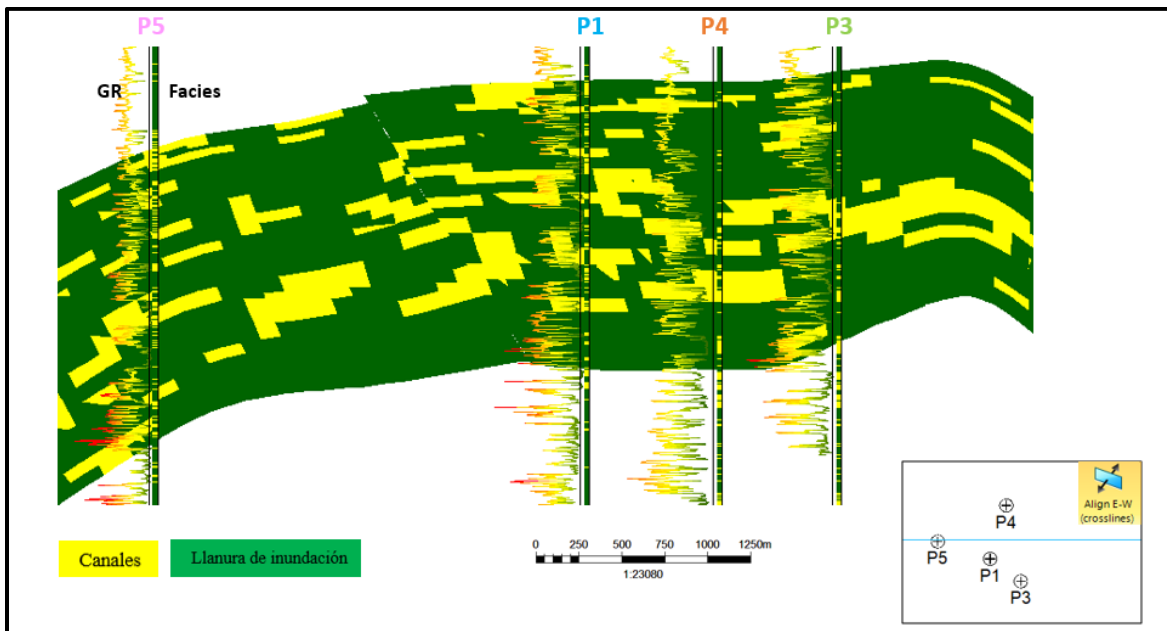 P5 P1 P4 P3
GR Facies
Canales
Llanura de inundación
0 250 500 750 1000 1250m
1:23080
Align E-W
(crosslines)
P4
P5
P1
P3